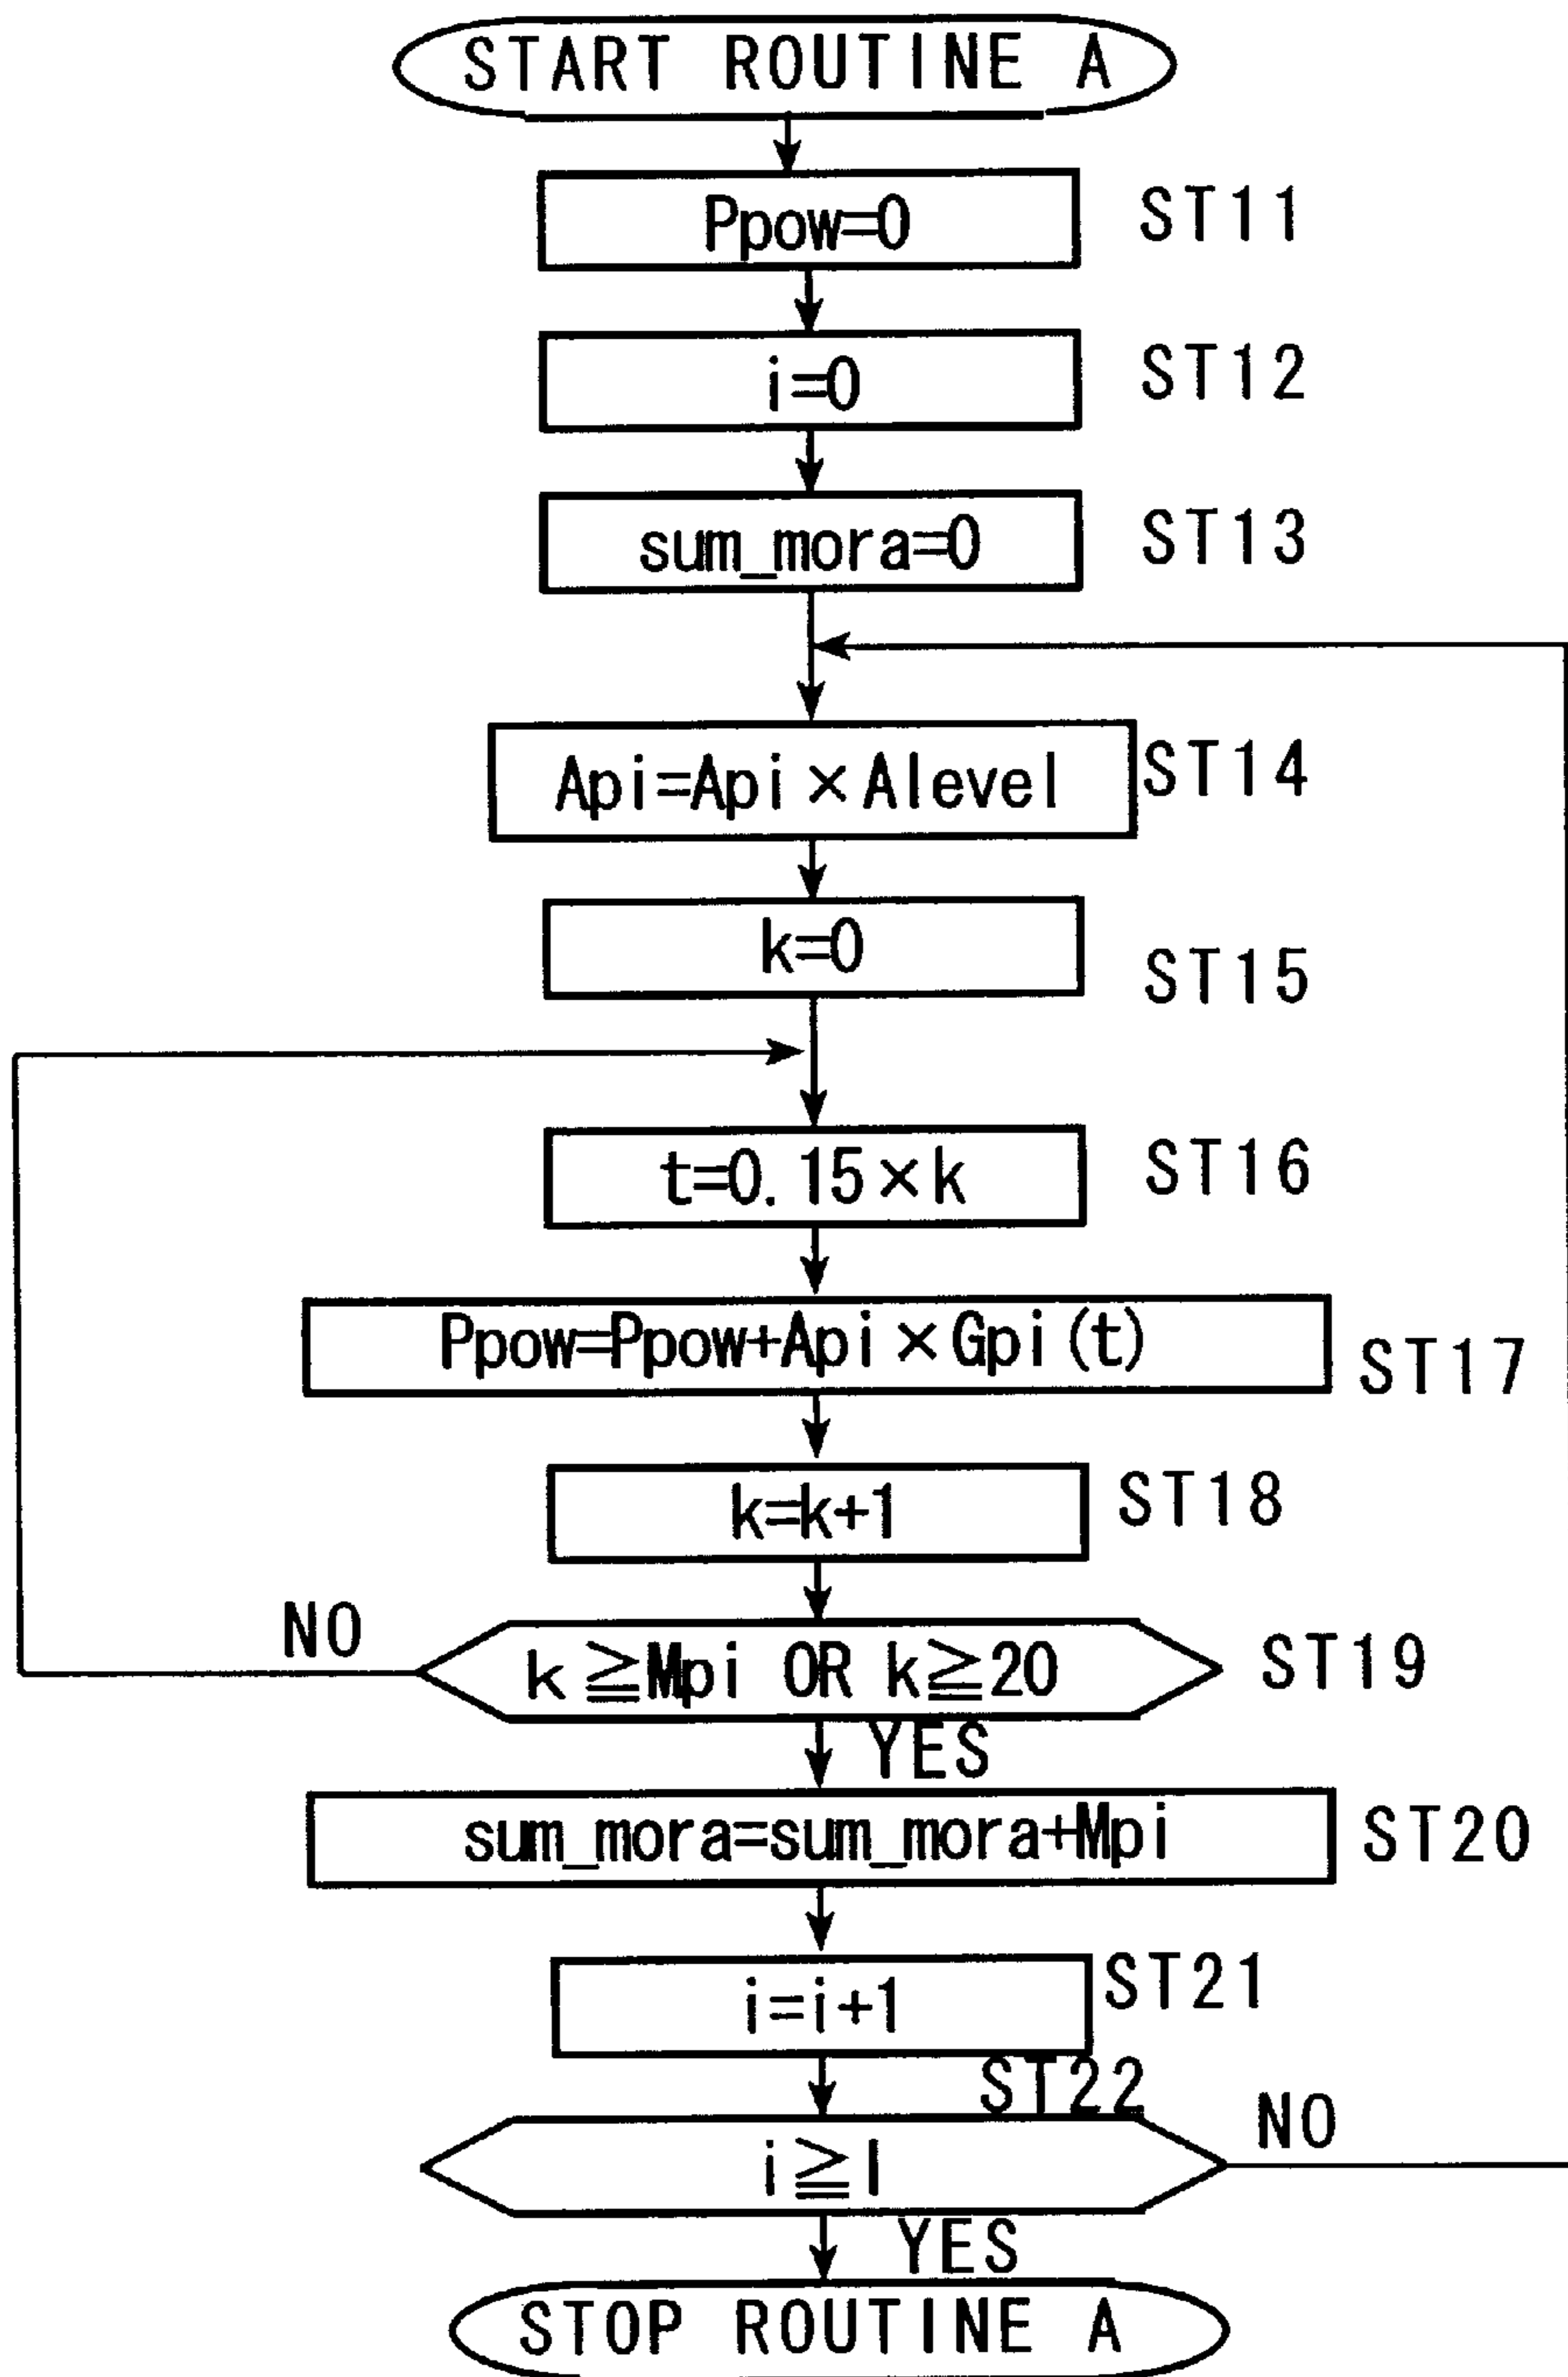 START ROUTINE A
Ppow=0 ST11
i=0 ST12
sum_mora=0 ST13
Api=Api×Alevel ST14
k=0 ST15
t=0.15×k ST16
Ppow=Ppow+Api×Gpi(t) ST17
k=k+1 ST18
NO k≧Mpi OR k≧20 ST19
YES
sum_mora=sum_mora+Mpi ST20
i=i+1 ST21
ST22
i≧I NO
YES
STOP ROUTINE A